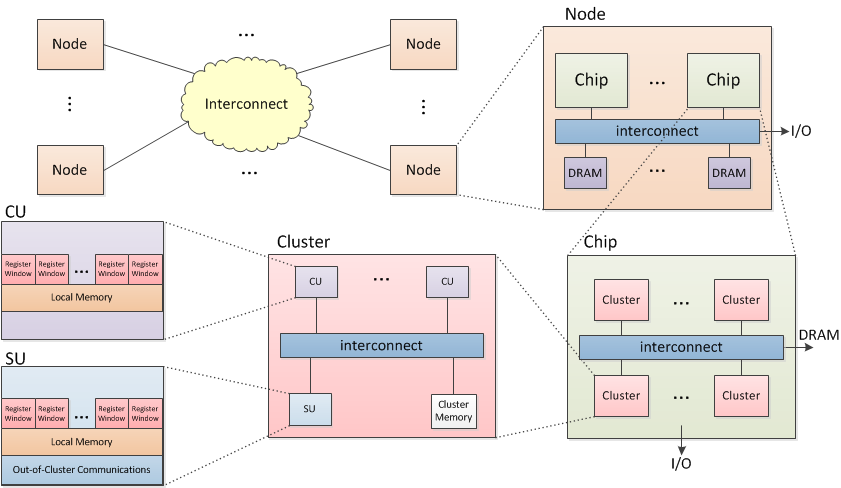 Node
...
Node
Interconnect
Node
...
Node
Node
Chip
...
Chip
interconnect
I/O
DRAM
...
DRAM
CU
Register
Window
Register
Window
...
Register
Window
Register
Window
Local Memory
SU
Register
Window
Register
Window
...
Register
Window
Register
Window
Local Memory
Out-of-Cluster Communications
Cluster
CU
...
CU
interconnect
SU
Cluster
Memory
Chip
Cluster
...
Cluster
interconnect
DRAM
Cluster
...
Cluster
I/O